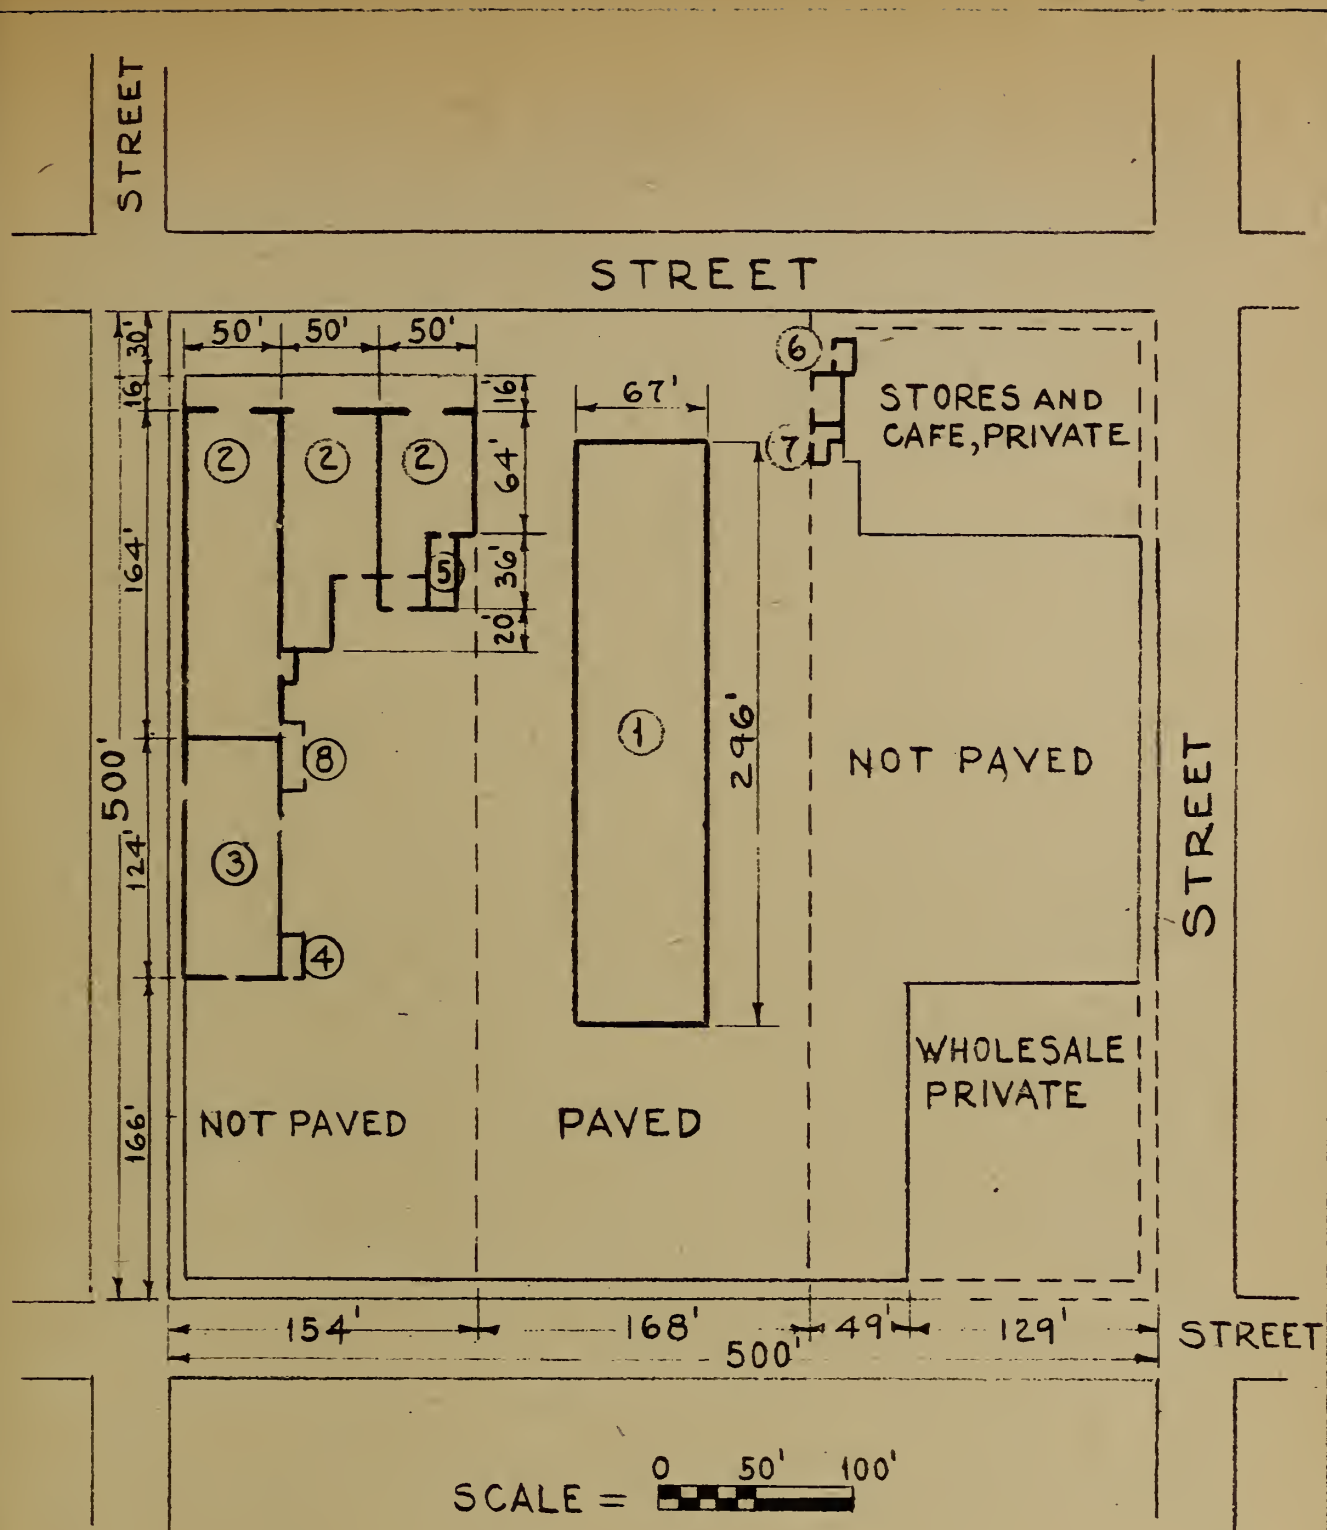 STREET
STREET
50' 50' 50'
30'
16'
16'
67'
6
STORES AND
CAFE, PRIVATE
2 2 2
7
64'
164'
5
36'
20'
1
296'
8
NOT PAVED
500'
STREET
124'
3
4
WHOLESALE
PRIVATE
166'
NOT PAVED
PAVED
154' 168' 49' 129'
STREET
500'
0 50' 100'
SCALE =